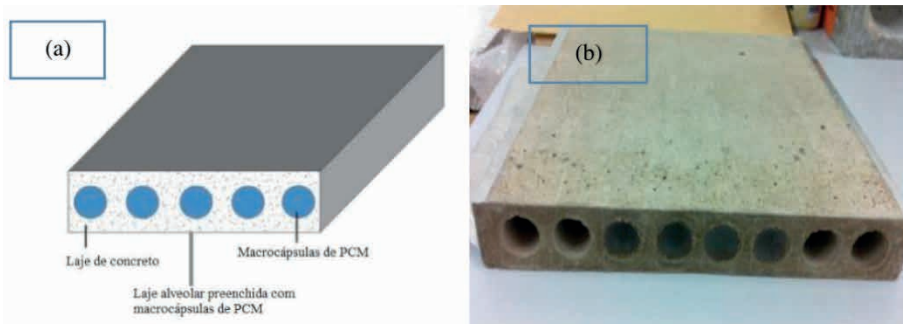 (a)
(b)
Laje de concreto
Macrocápsulas de PCM
Laje alveolar preenchida com
macrocápsulas de PCM